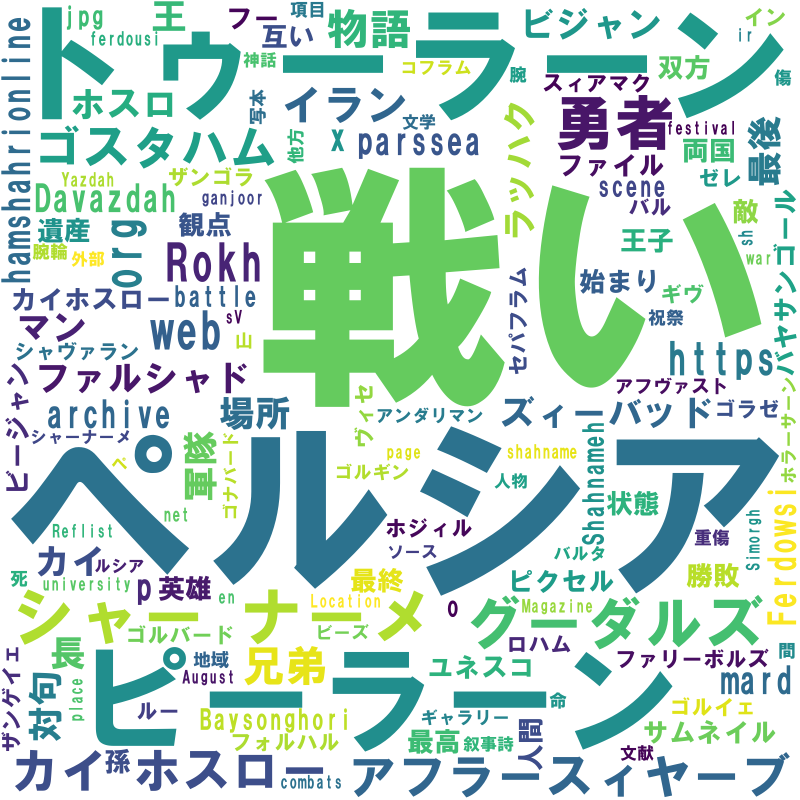 jpg
王
フー
項目
物語
ビジャン
イン
ferdousi
互い
神話
コフラム
腕
ir
トゥーラーン
双方
傷
ホスロ
写本
イラン
文学
スィアマク
hamshahrionline
ゴスタハム
他方
x
parssea
ラッハク
勇者
festival
両国
最後
Yazdah
ザンゴラ
ファイル
ゼレ
Davazdah
ganjoor
scene
バル
遺産
org
観点
敵
sh
腕輪
外部
Rokh
戦い
王子
war
ゴール
カイホスロー
battle
セパフラム
始まり
ギヴ
バヤサン
マン
sV
web
山
祝祭
シャヴァラン
https
ファルシャド
アフヴァスト
ビージャン
archive
場所
ヴィセ
アンダリマン
ズィーバッド
ゴラゼ
シャーナーメ
ホラーサーン
ペルシア
ペ
軍隊
ゴナバード
ゴルギン
page
shahname
Shahnameh
人物
状態
net
Reflist
ホジィル
Simorgh
重傷
Ferdowsi
カイ
ルシア
ソース
バルタ
死
university
p
英雄
en
最終
ピクセル
勝敗
シャーナーメ
Location
o
Magazine
グーダルズ
ゴルバード
ビーズ
ロハム
間
長
地域
兄弟
ユネスコ
ファリーボルズ
ザンゲイェ
対句
place
ピーラーン
August
mard
ルー
Baysonghori
ギャラリー
命
ゴルイェ
フォルハル
最高
叙事詩
人間
サムネイル
カイホスロー
孫
combats
アフラースィヤーブ
文献